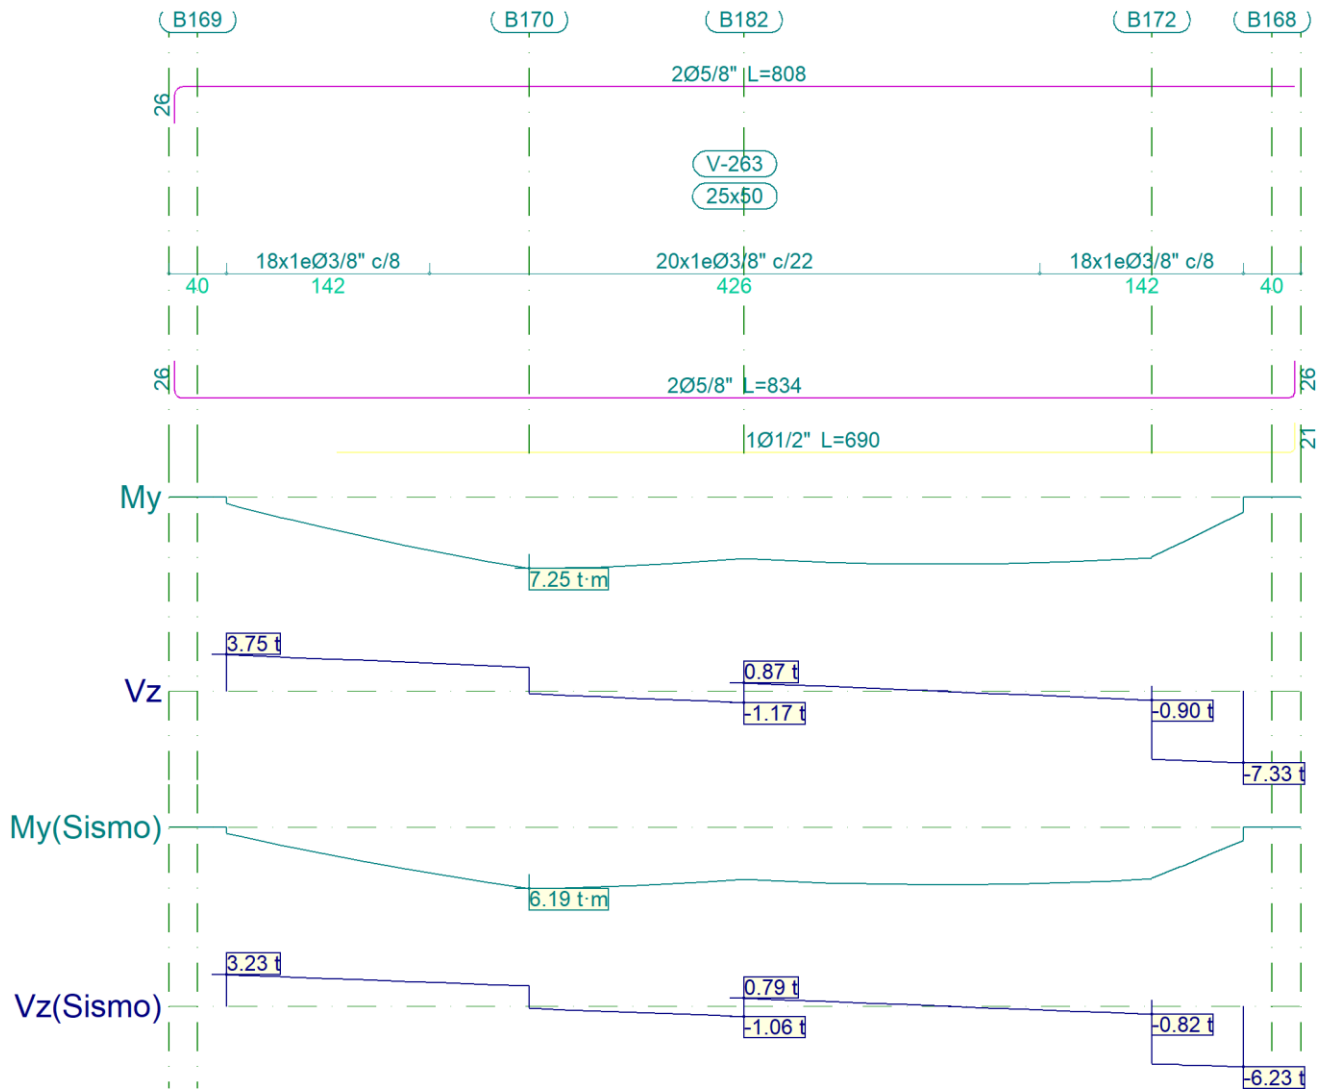 B169 B170 B182 B172 B168
2Ø5/8" L=808
26
V-263
25x50
18x1eØ3/8" c/8 20x1eØ3/8" c/22 18x1eØ3/8" c/8
40 142 426 142 40
26 2Ø5/8" L=834 26
1Ø1/2" L=690 21
My
7.25 t·m
3.75 t
0.87 t
Vz
-1.17 t
-0.90 t
-7.33 t
My(Sismo)
6.19 t·m
3.23 t
0.79 t
Vz(Sismo)
-1.06 t
-0.82 t
-6.23 t